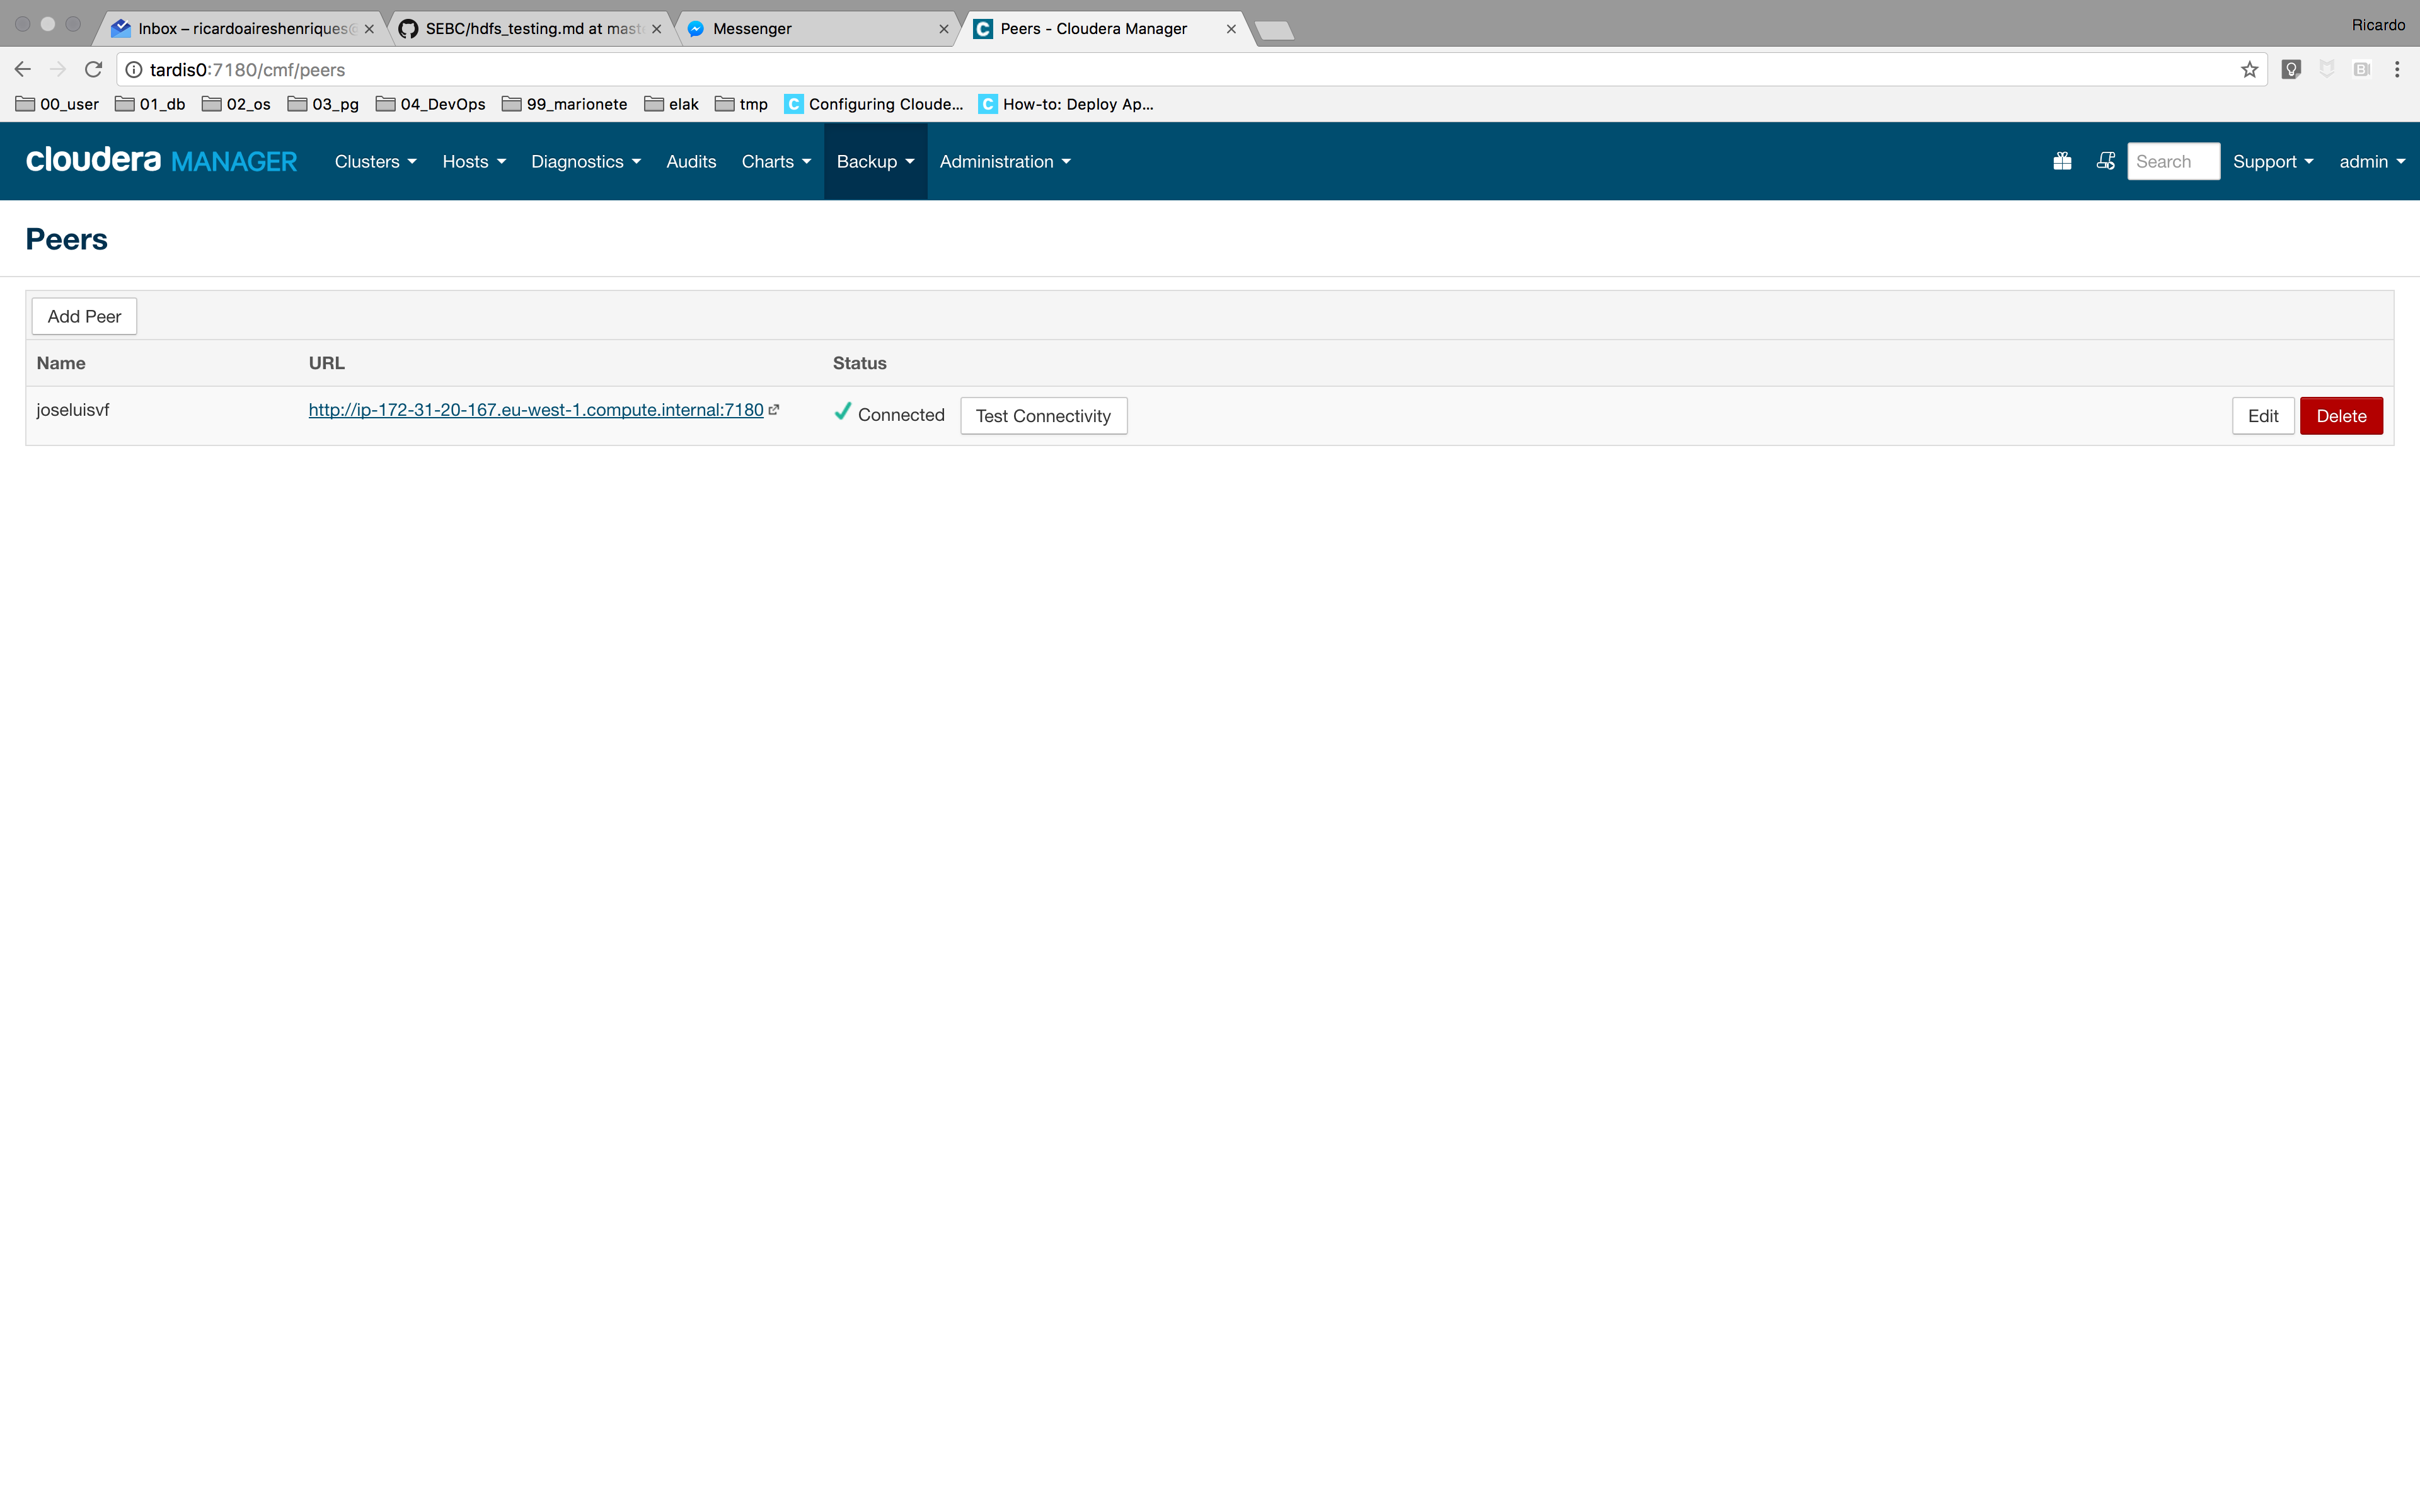 Inbox – ricardoaireshenriques@ SEBC/hdfs_testing.md at mast Messenger Peers - Cloudera Manager Ricardo
tardis0:7180/cmf/peers
00_user 01_db 02_os 03_pg 04_DevOps 99_marionete elak tmp C Configuring Cloude... C How-to: Deploy Ap...
cloudera MANAGER Clusters Hosts Diagnostics Audits Charts Backup Administration Search Support admin
Peers
Add Peer
Name URL Status
joseluisvf http://ip-172-31-20-167.eu-west-1.compute.internal:7180 Connected Test Connectivity Edit Delete